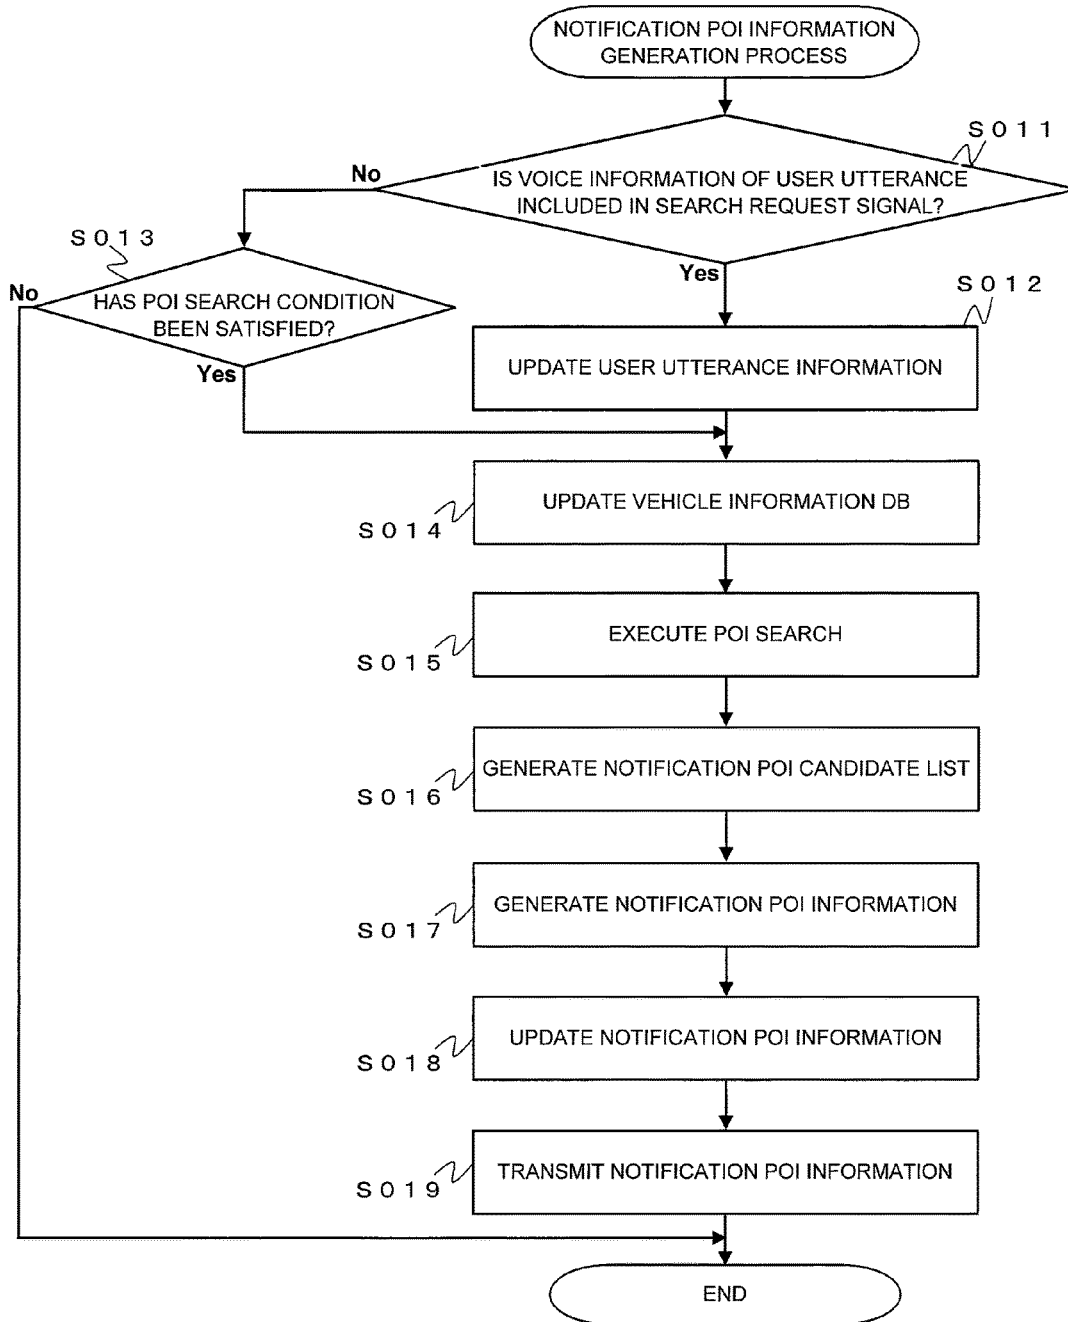 NOTIFICATION POI INFORMATION
GENERATION PROCESS
S011
No
IS VOICE INFORMATION OF USER UTTERANCE
INCLUDED IN SEARCH REQUEST SIGNAL?
S013
Yes
No
HAS POI SEARCH CONDITION
BEEN SATISFIED?
S012
Yes
UPDATE USER UTTERANCE INFORMATION
UPDATE VEHICLE INFORMATION DB
S014
EXECUTE POI SEARCH
S015
GENERATE NOTIFICATION POI CANDIDATE LIST
S016
GENERATE NOTIFICATION POI INFORMATION
S017
UPDATE NOTIFICATION POI INFORMATION
S018
TRANSMIT NOTIFICATION POI INFORMATION
S019
END